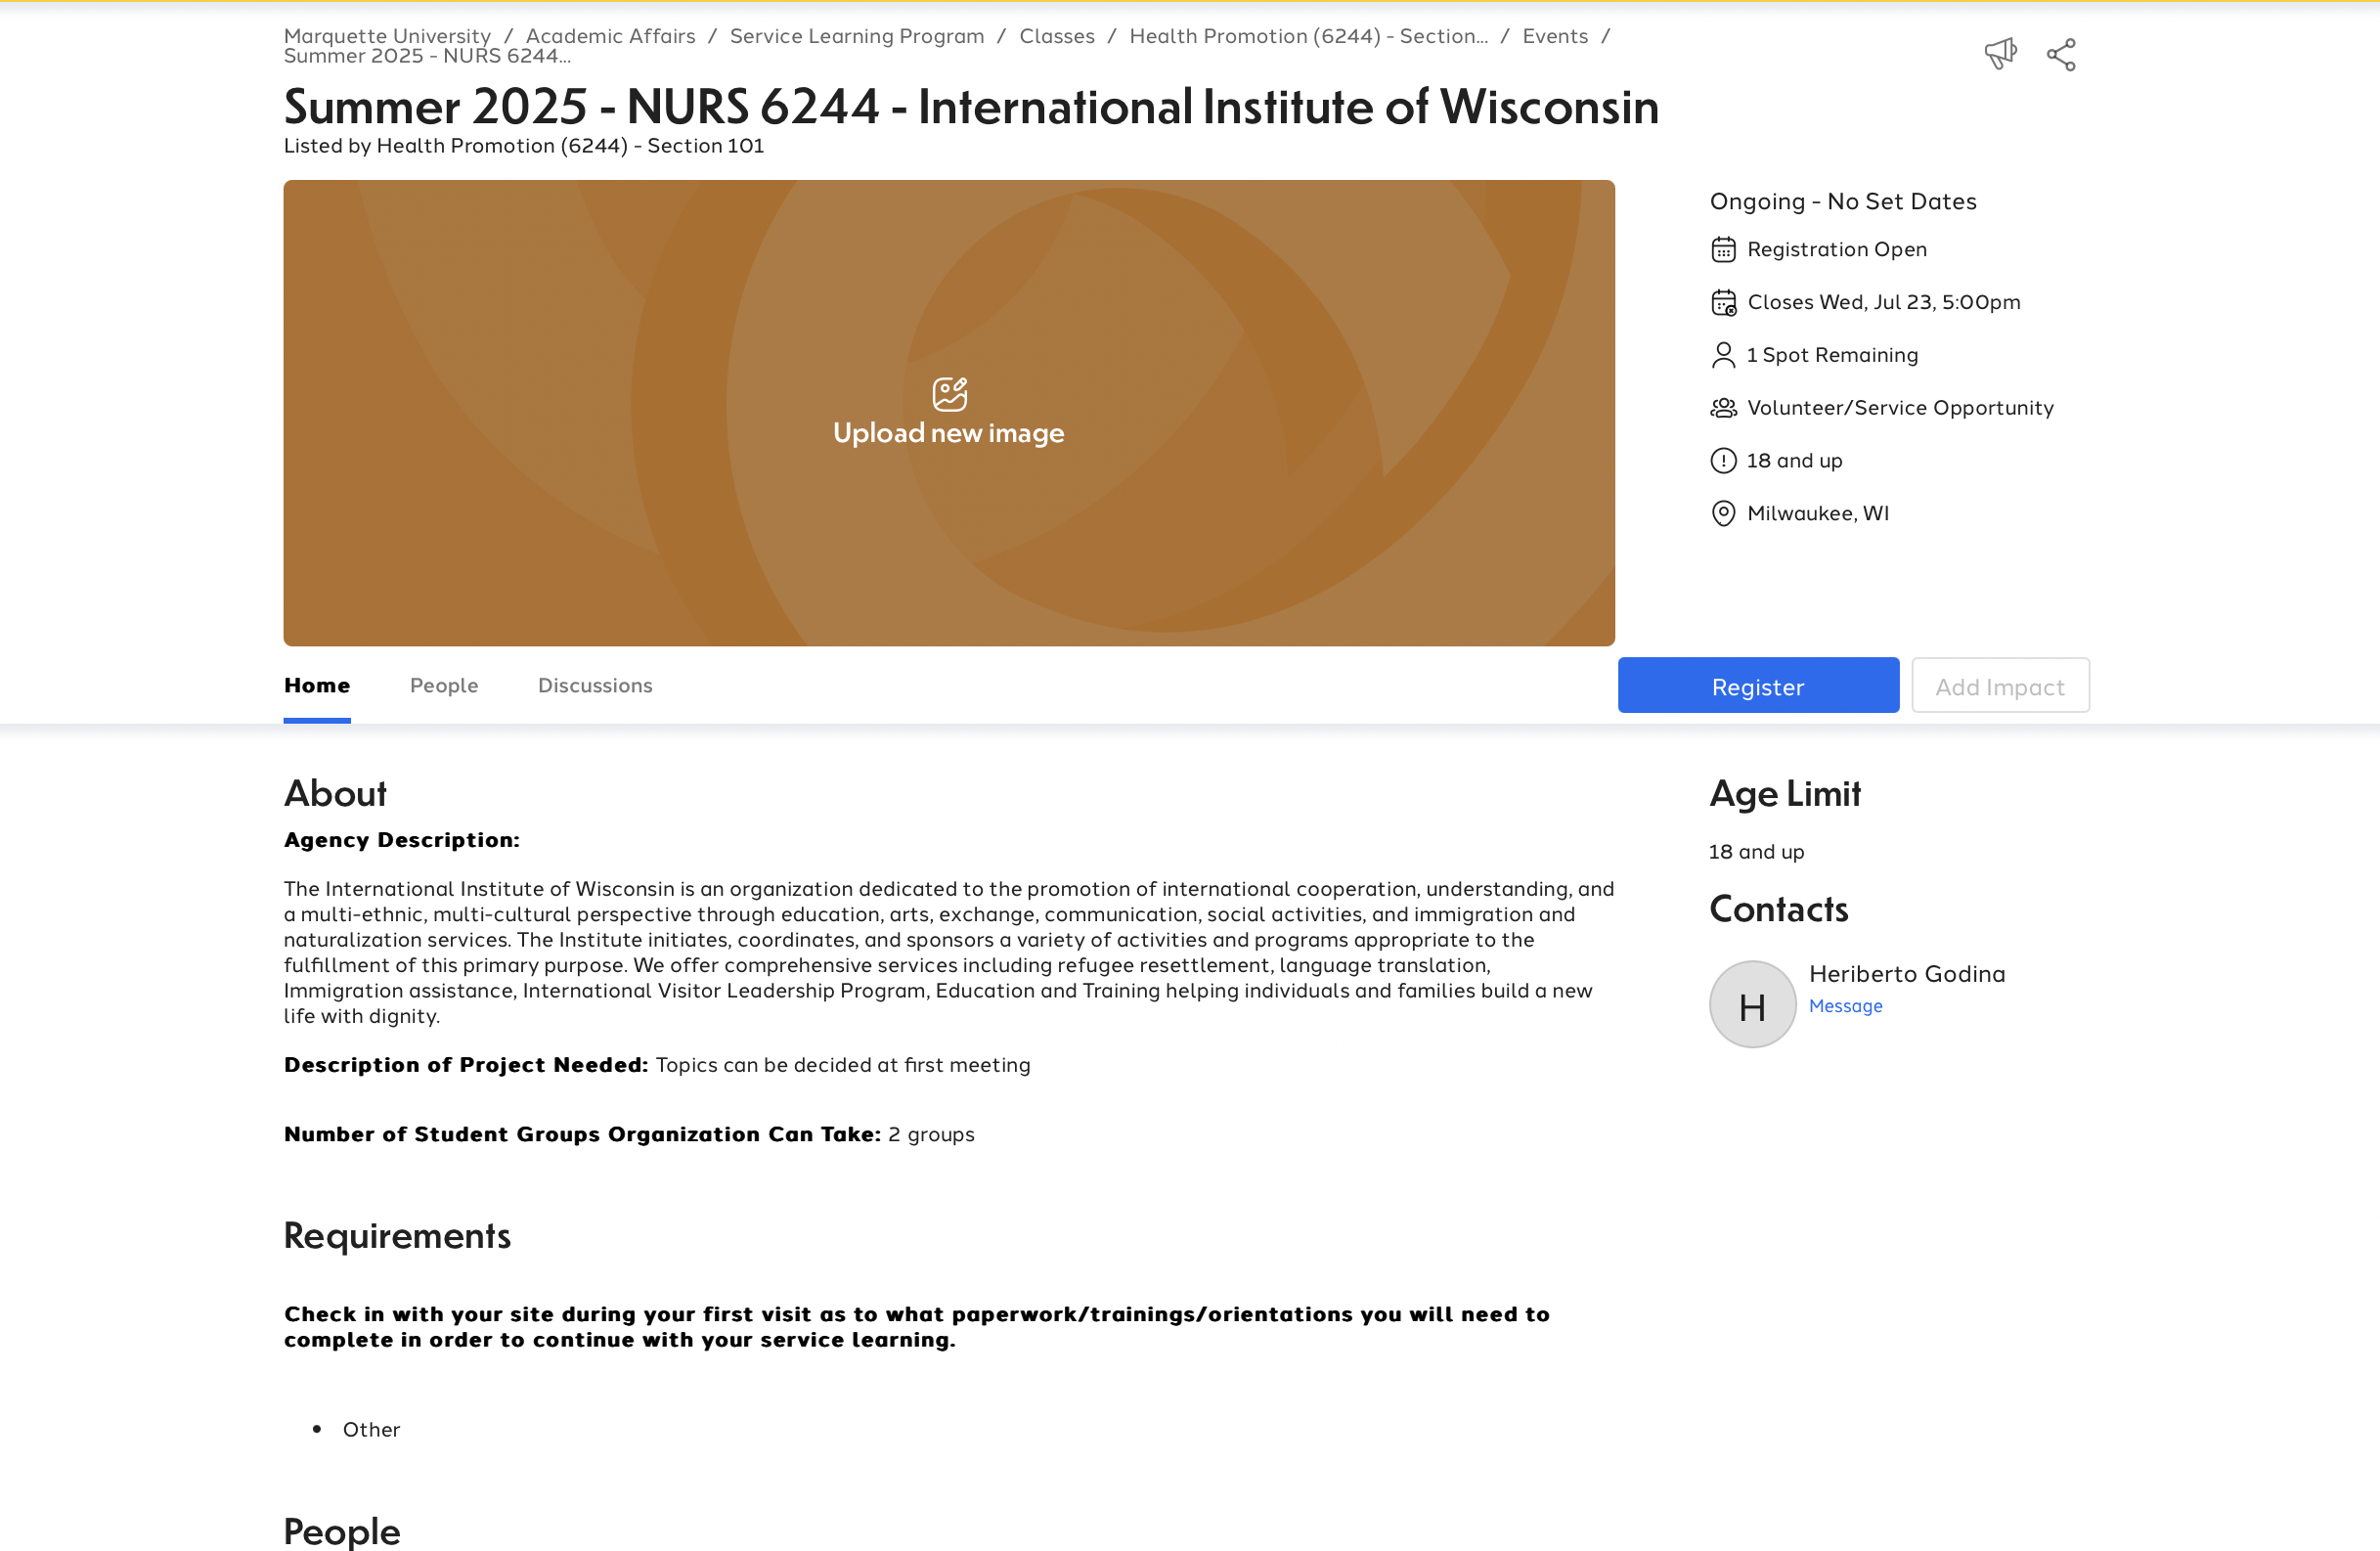 Marquette University / Academic Affairs / Service Learning Program / Classes / Health Promotion (6244) - Section... / Events /
Summer 2025 - NURS 6244...
Summer 2025 - NURS 6244 - International Institute of Wisconsin
Listed by Health Promotion (6244) - Section 101
Upload new image
Ongoing - No Set Dates
Registration Open
Closes Wed, Jul 23, 5:00pm
1 Spot Remaining
Volunteer/Service Opportunity
18 and up
Milwaukee, WI
Home People Discussions
Register Add Impact
About
Agency Description:
The International Institute of Wisconsin is an organization dedicated to the promotion of international cooperation, understanding, and
a multi-ethnic, multi-cultural perspective through education, arts, exchange, communication, social activities, and immigration and
naturalization services. The Institute initiates, coordinates, and sponsors a variety of activities and programs appropriate to the
fulfillment of this primary purpose. We offer comprehensive services including refugee resettlement, language translation,
Immigration assistance, International Visitor Leadership Program, Education and Training helping individuals and families build a new
life with dignity.
Description of Project Needed: Topics can be decided at first meeting
Number of Student Groups Organization Can Take: 2 groups
Requirements
Check in with your site during your first visit as to what paperwork/trainings/orientations you will need to
complete in order to continue with your service learning.
• Other
People
Age Limit
18 and up
Contacts
H
Heriberto Godina
Message